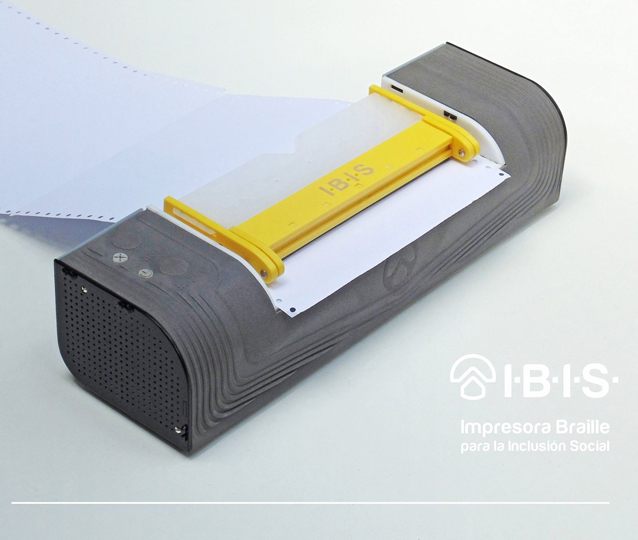 I·B·I·S
I·B·I·S·
Impresora Braille
para la Inclusión Social